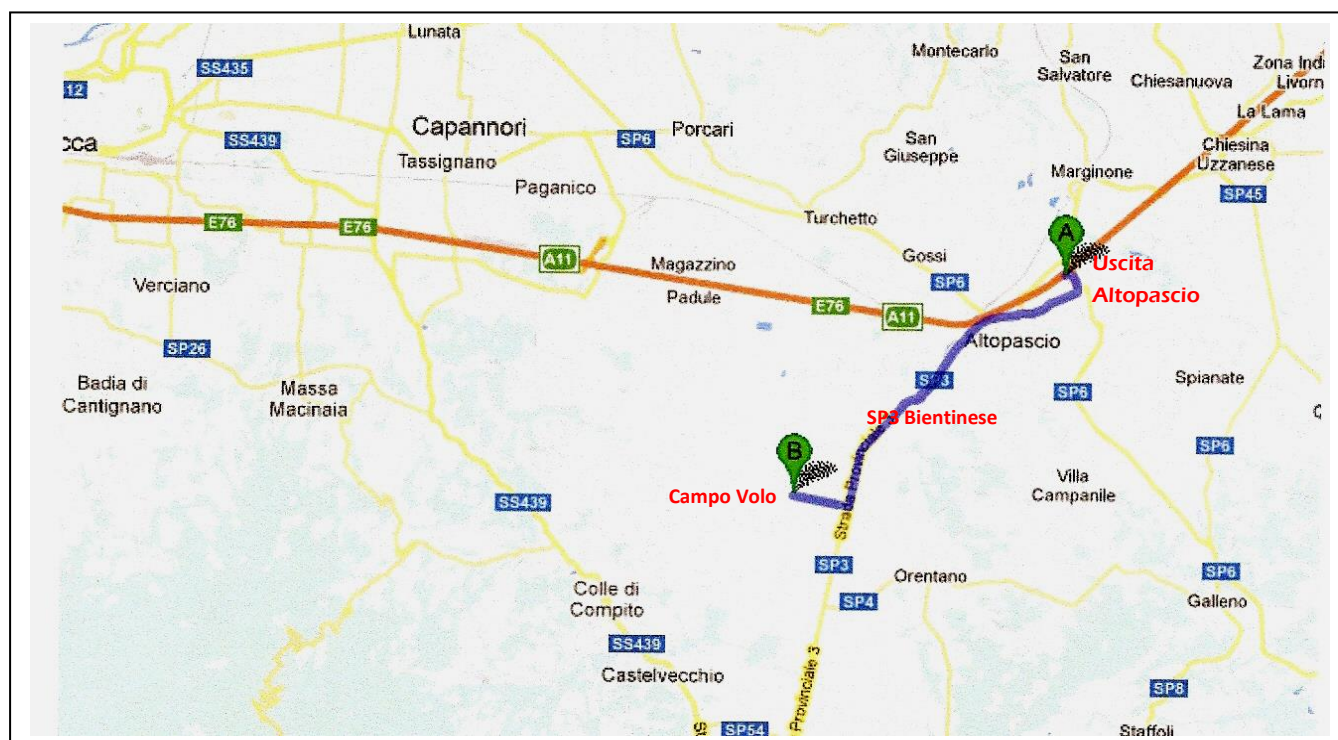 Lunata
Montecarlo
San
Salvatore
Chiesanuova
Zona Indi
Livorn
SS435
12
La Lama
cca
SS439
Capannori
SP6
Porcari
San
Giuseppe
Chiesina
Uzzanese
Tassignano
Marginone
Paganico
SP45
E76
E76
Turchetto
A
A11
Magazzino
Gossi
Uscita
Verciano
Padule
SP6
Altopascio
E76
A11
SP26
Altopascio
Badia di
Cantignano
Massa
Macinaia
SP3
SP6
Spianate
SP3 Bientinese
SP6
B
Villa
Campanile
Campo Volo
SS439
Strada Provinciale
SP3
Orentano
SP6
Colle di
Compito
SP4
Galleno
SS439
Castelvecchio
Provinciale 3
SP8
SP54
Staffoli